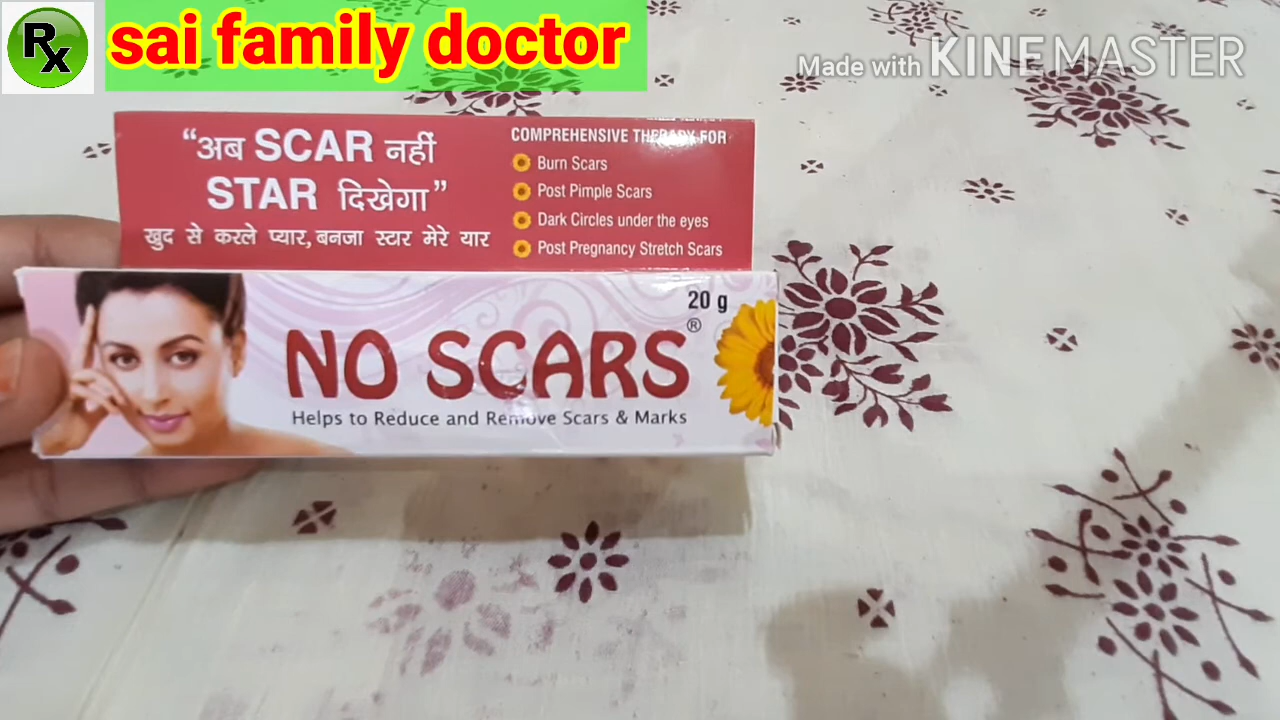 Rx
sai family doctor
Made with KINEMASTER
“अब SCAR नहीं
STAR दिखेगा”
खुद से करले प्यार, बनजा स्टार मेरे यार
COMPREHENSIVE THERAPY FOR
Burn Scars
Post Pimple Scars
Dark Circles under the eyes
Post Pregnancy Stretch Scars
20 g
NO SCARS®
Helps to Reduce and Remove Scars & Marks